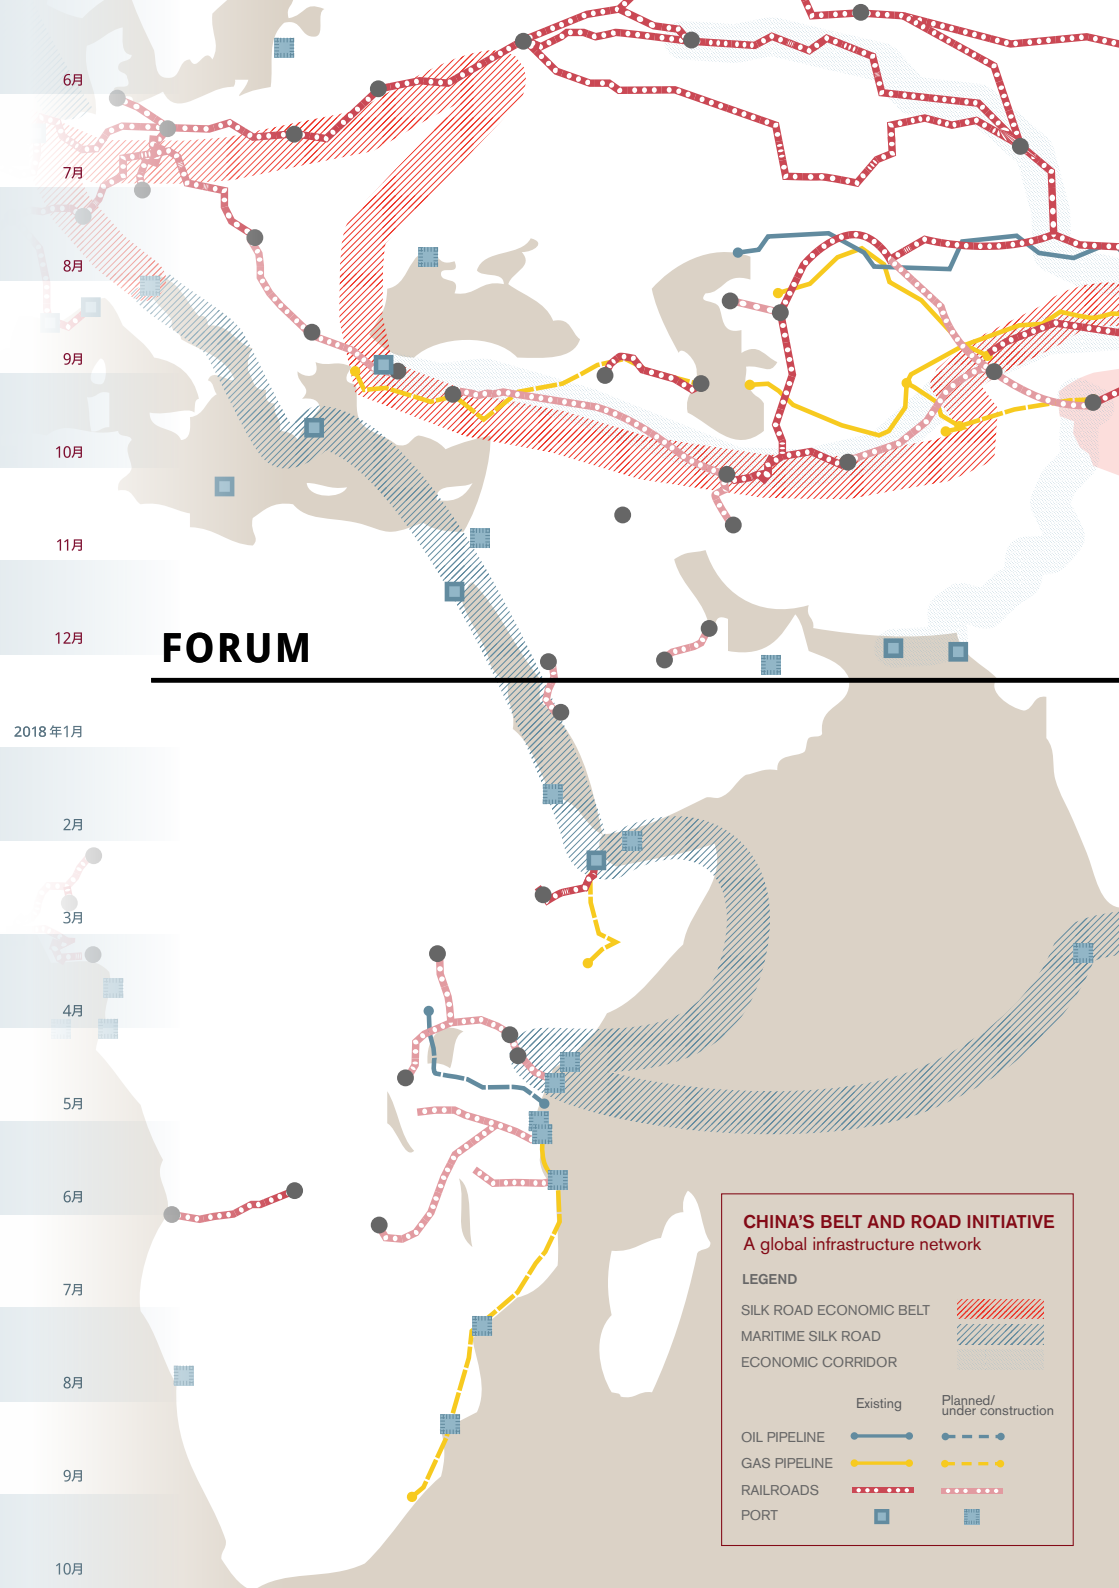 6月
7月
8月
9月
10月
11月
12月
FORUM
2018年1月
2月
3月
4月
5月
6月
7月
8月
9月
10月
CHINA'S BELT AND ROAD INITIATIVE
A global infrastructure network
LEGEND
SILK ROAD ECONOMIC BELT
MARITIME SILK ROAD
ECONOMIC CORRIDOR
Existing
Planned/
under construction
OIL PIPELINE
GAS PIPELINE
RAILROADS
PORT